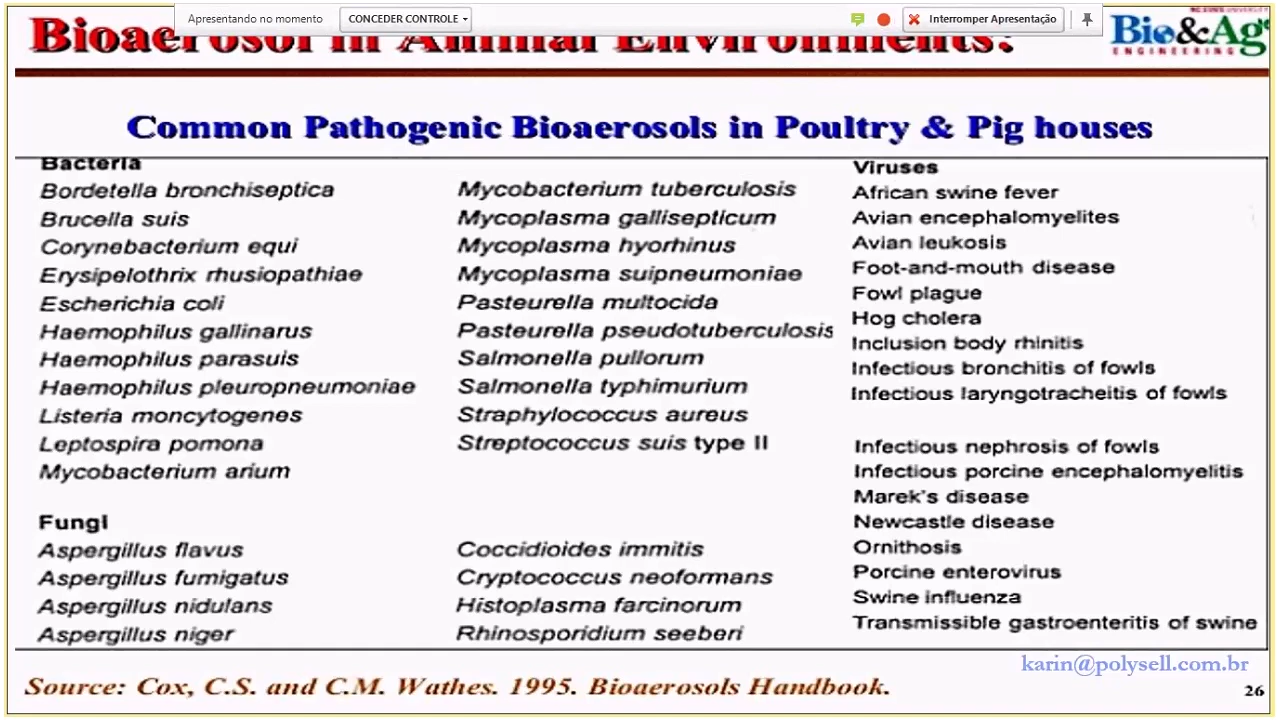 Apresentando no momento
CONCEDER CONTROLE
Interromper Apresentação
Bioaerosol in Animal Environments?
Bio&Ag
ENGINEERING
Common Pathogenic Bioaerosols in Poultry & Pig houses
Bacteria
Bordetella bronchiseptica
Brucella suis
Corynebacterium equi
Erysipelothrix rhusiopathiae
Escherichia coli
Haemophilus gallinarus
Haemophilus parasuis
Haemophilus pleuropneumoniae
Listeria moncytogenes
Leptospira pomona
Mycobacterium arium
Mycobacterium tuberculosis
Mycoplasma gallisepticum
Mycoplasma hyorhinus
Mycoplasma suipneumoniae
Pasteurella multocida
Pasteurella pseudotuberculosis
Salmonella pullorum
Salmonella typhimurium
Straphylococcus aureus
Streptococcus suis type II
Fungi
Aspergillus flavus
Aspergillus fumigatus
Aspergillus nidulans
Aspergillus niger
Coccidioides immitis
Cryptococcus neoformans
Histoplasma farcinorum
Rhinosporidium seeberi
Viruses
African swine fever
Avian encephalomyelites
Avian leukosis
Foot-and-mouth disease
Fowl plague
Hog cholera
Inclusion body rhinitis
Infectious bronchitis of fowls
Infectious laryngotracheitis of fowls
Infectious nephrosis of fowls
Infectious porcine encephalomyelitis
Marek's disease
Newcastle disease
Ornithosis
Porcine enterovirus
Swine influenza
Transmissible gastroenteritis of swine
karin@polysell.com.br
Source: Cox, C.S. and C.M. Wathes. 1995. Bioaerosols Handbook.
26